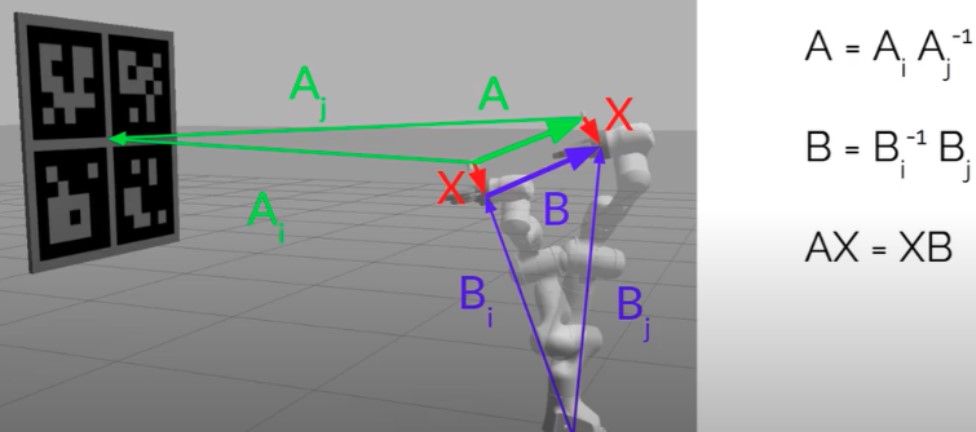 A = A_i A_j^-1
B = B_i^-1 B_j
AX = XB
A_j
A
X
X
A_i
B
B_i
B_j